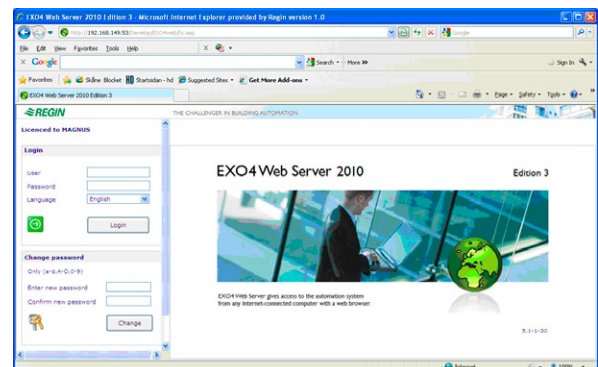 EXO4 Web Server 2010 Edition 3 - Microsoft Internet Explorer provided by Regin version 1.0
File Edit View Favorites Tools Help
Google
Search
More »
Sign In
Favorites
Suggested Sites
Get More Add-ons
EXO4 Web Server 2010 Edition 3
Page
Safety
Tools
REGIN
THE CHALLENGER IN BUILDING AUTOMATION
Licenced to MAGNUS
Login
User
Password
Language
English
Login
Change password
Only (a-z,A-Z,0-9)
Enter new password
Confirm new password
Change
EXO4 Web Server 2010
Edition 3
EXO4 Web Server gives access to the automation system
from any Internet-connected computer with a web browser.
5.1-1-30
100%